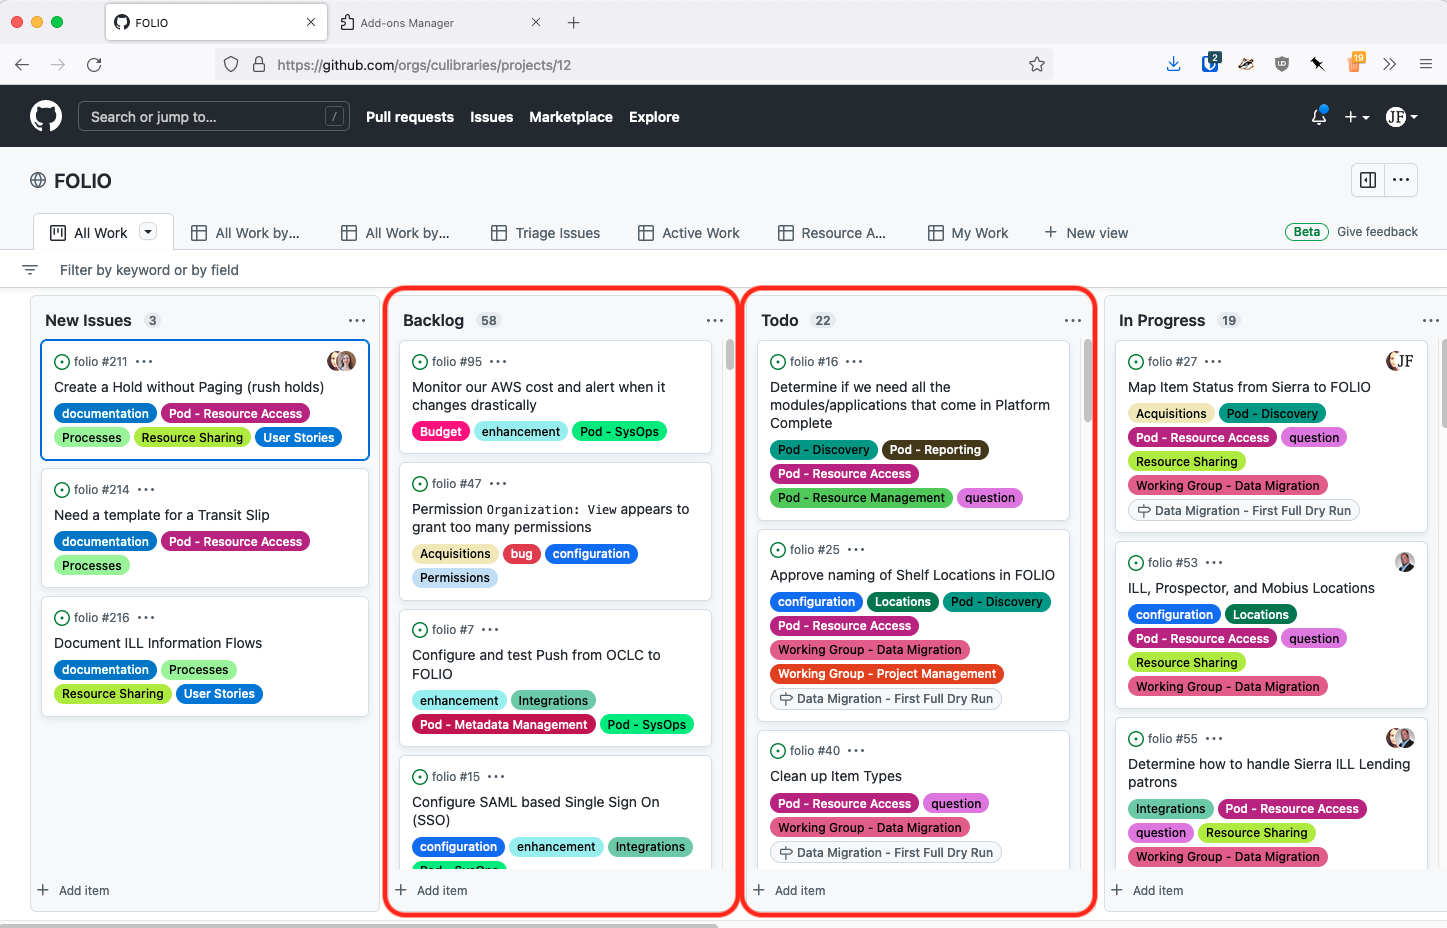 FOLIO
Add-ons Manager
https://github.com/orgs/culibraries/projects/12
2
19
Search or jump to...
/
Pull requests
Issues
Marketplace
Explore
JF
FOLIO
All Work
All Work by...
All Work by...
Triage Issues
Active Work
Resource A...
My Work
New view
Beta
Give feedback
Filter by keyword or by field
New Issues 3
folio #211
Create a Hold without Paging (rush holds)
documentation Pod - Resource Access
Processes Resource Sharing User Stories
folio #214
Need a template for a Transit Slip
documentation Pod - Resource Access
Processes
folio #216
Document ILL Information Flows
documentation Processes
Resource Sharing User Stories
Add item
Backlog 58
folio #95
Monitor our AWS cost and alert when it
changes drastically
Budget enhancement Pod - SysOps
folio #47
Permission Organization: View appears to
grant too many permissions
Acquisitions bug configuration
Permissions
folio #7
Configure and test Push from OCLC to
FOLIO
enhancement Integrations
Pod - Metadata Management Pod - SysOps
folio #15
Configure SAML based Single Sign On
(SSO)
configuration enhancement Integrations
Pod - SysOps
Add item
Todo 22
folio #16
Determine if we need all the
modules/applications that come in Platform
Complete
Pod - Discovery Pod - Reporting
Pod - Resource Access
Pod - Resource Management question
folio #25
Approve naming of Shelf Locations in FOLIO
configuration Locations Pod - Discovery
Pod - Resource Access
Working Group - Data Migration
Working Group - Project Management
Data Migration - First Full Dry Run
folio #40
Clean up Item Types
Pod - Resource Access question
Working Group - Data Migration
Data Migration - First Full Dry Run
Add item
In Progress 19
folio #27
JF
Map Item Status from Sierra to FOLIO
Acquisitions Pod - Discovery
Pod - Resource Access question
Resource Sharing
Working Group - Data Migration
Data Migration - First Full Dry Run
folio #53
ILL, Prospector, and Mobius Locations
configuration Locations
Pod - Resource Access question
Resource Sharing
Working Group - Data Migration
folio #55
Determine how to handle Sierra ILL Lending
patrons
Integrations Pod - Resource Access
question Resource Sharing
Working Group - Data Migration
Add item